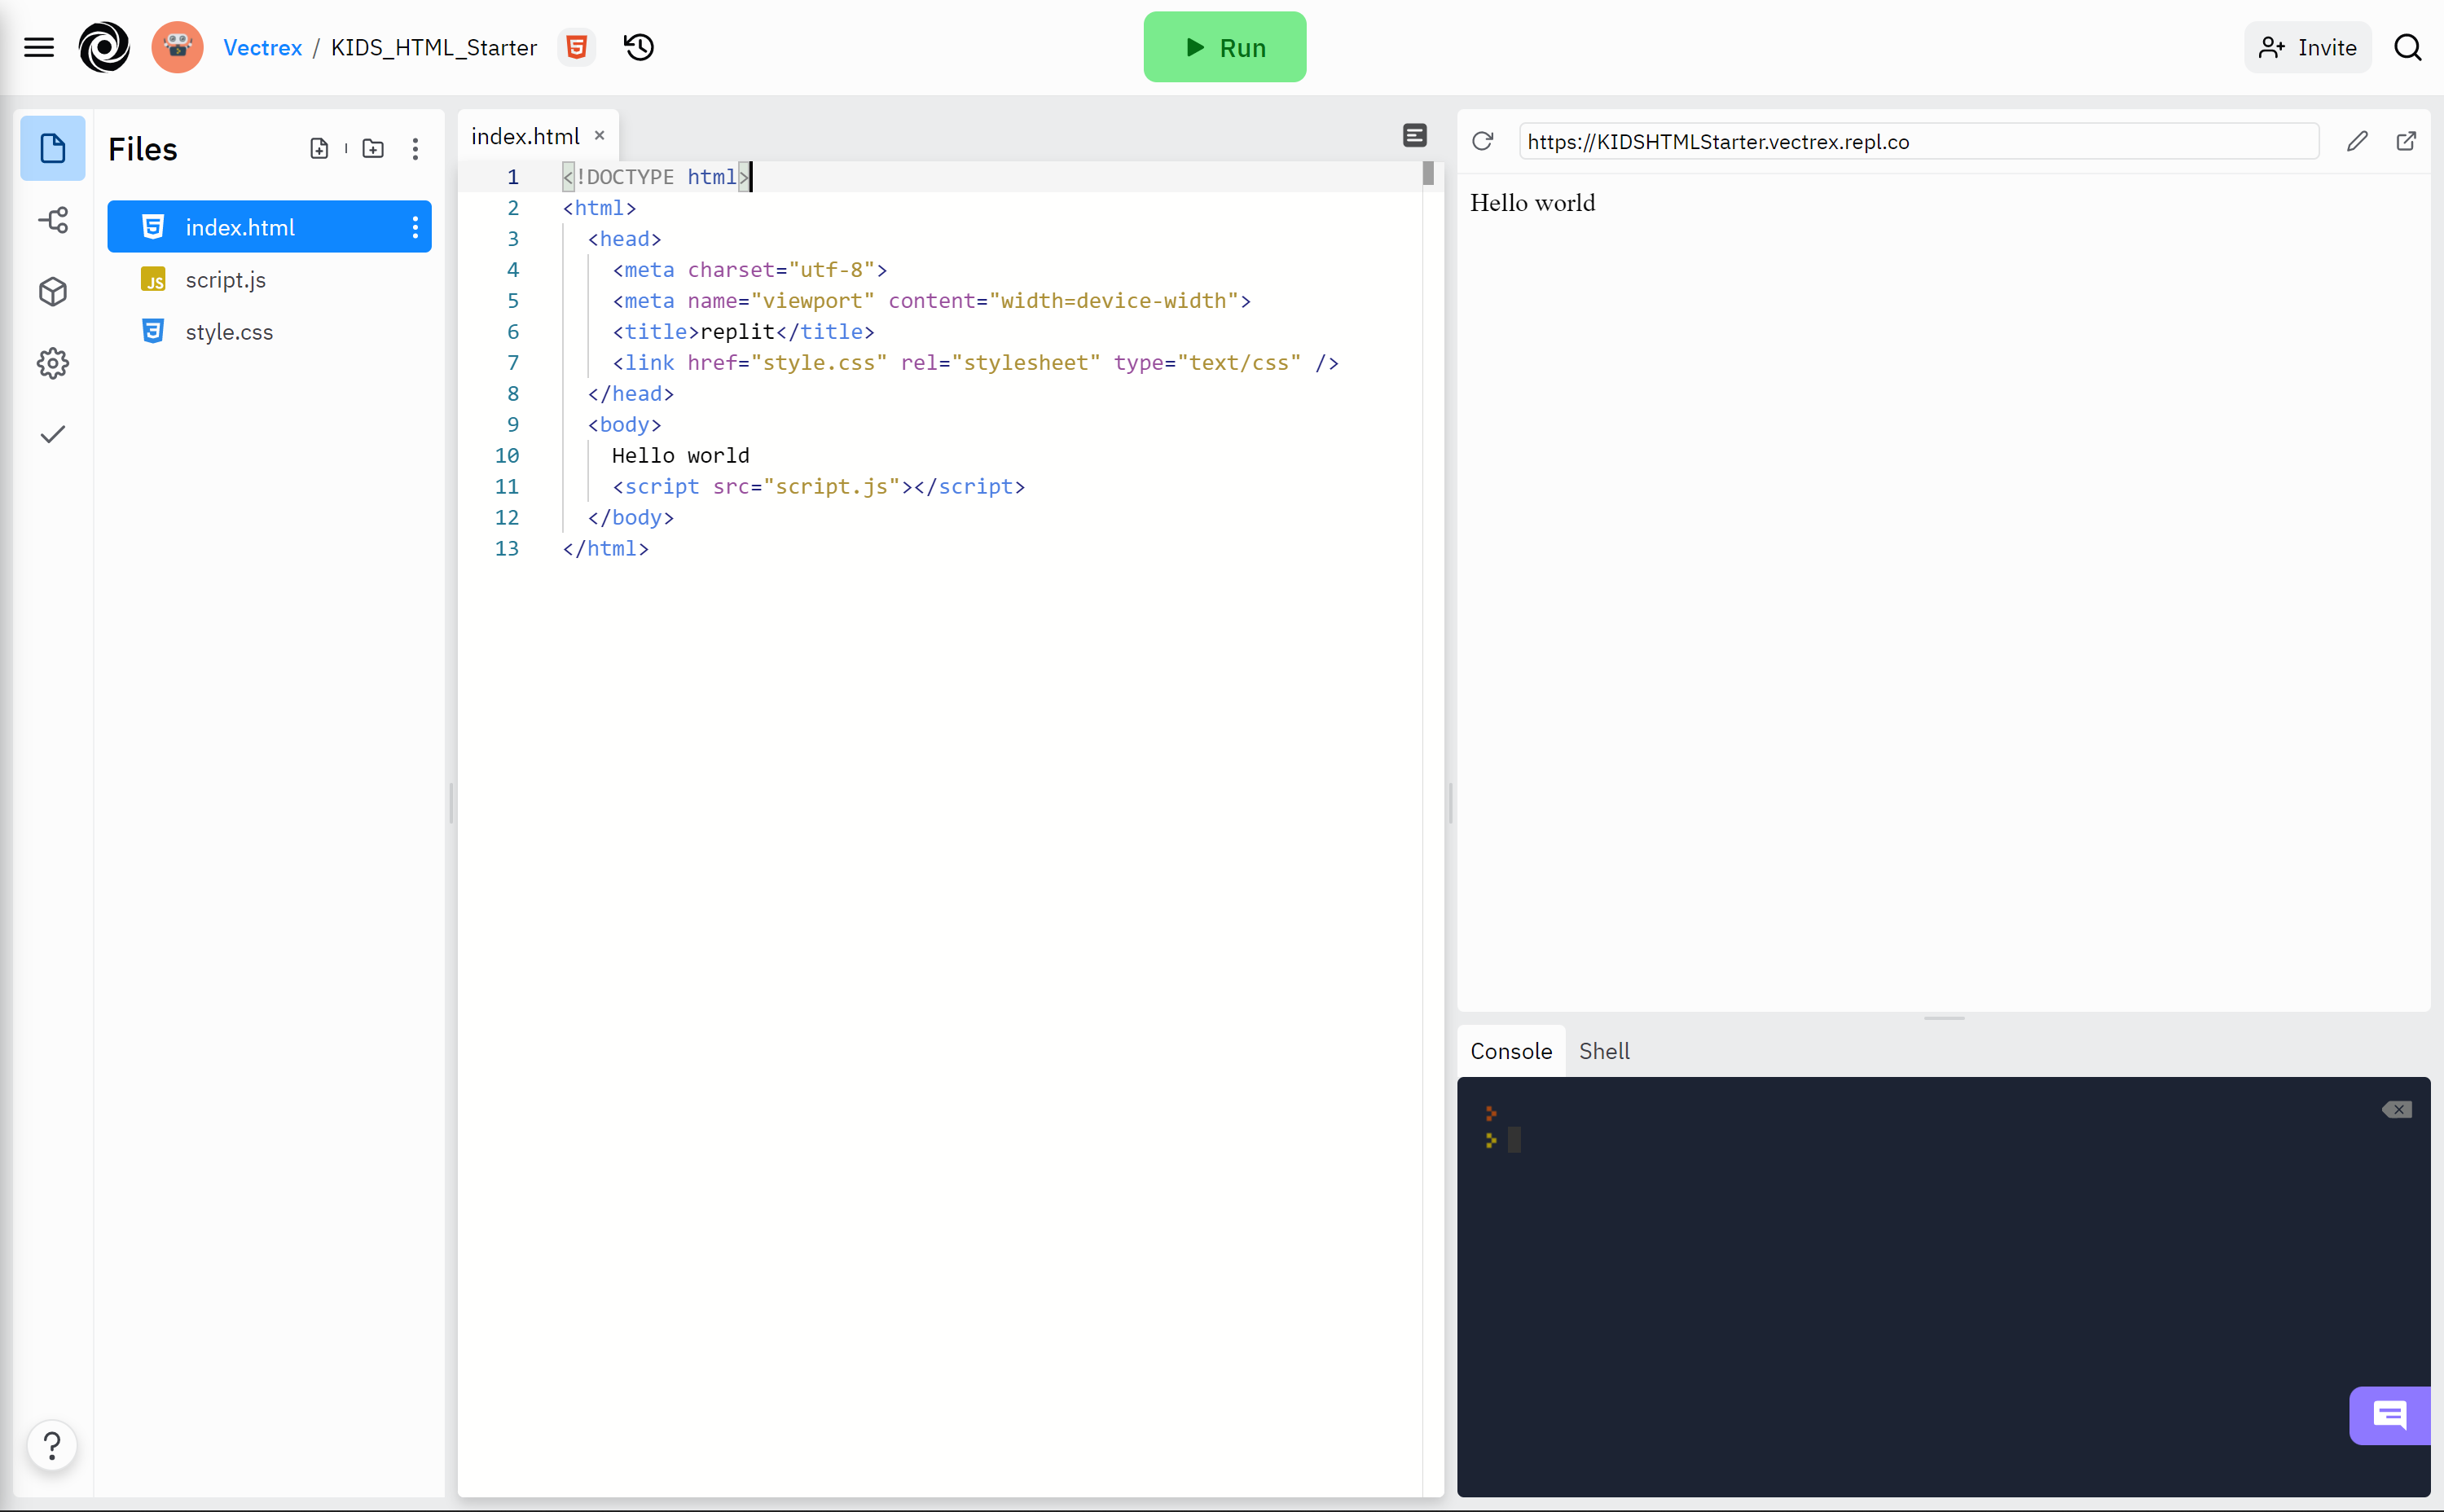 Vectrex / KIDS_HTML_Starter
Run
Invite
Files
index.html
script.js
style.css
index.html ×
1 <!DOCTYPE html>
2 <html>
3   <head>
4     <meta charset="utf-8">
5     <meta name="viewport" content="width=device-width">
6     <title>replit</title>
7     <link href="style.css" rel="stylesheet" type="text/css" />
8   </head>
9   <body>
10     Hello world
11     <script src="script.js"></script>
12   </body>
13 </html>
https://KIDSHTMLStarter.vectrex.repl.co
Hello world
Console Shell
>
>
?